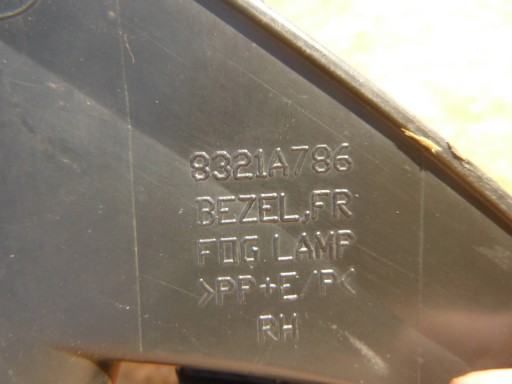 8321A786
BEZEL,FR
FOG LAMP
>PP+E/P<
RH